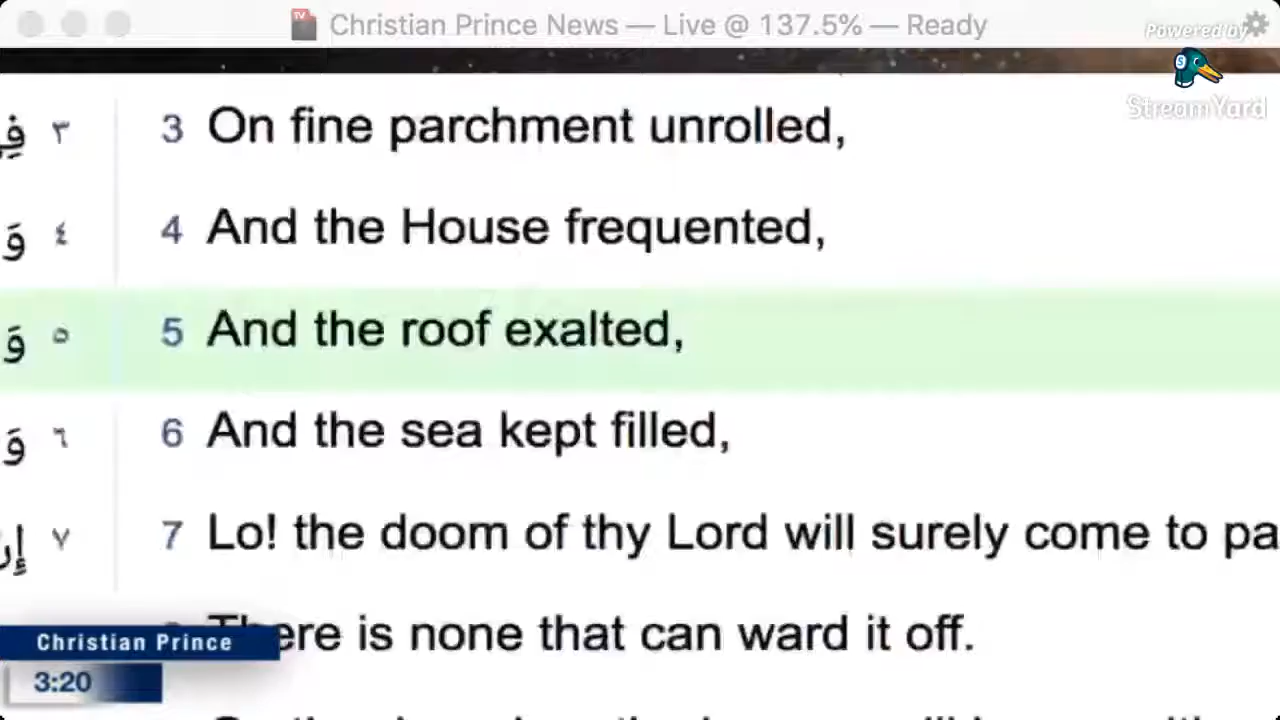 Christian Prince News — Live @ 137.5% — Ready
Powered by
StreamYard
٣ 3 On fine parchment unrolled,
وَ ٤ 4 And the House frequented,
وَ ٥ 5 And the roof exalted,
وَ ٦ 6 And the sea kept filled,
٧ 7 Lo! the doom of thy Lord will surely come to pa
There is none that can ward it off.
Christian Prince
3:20